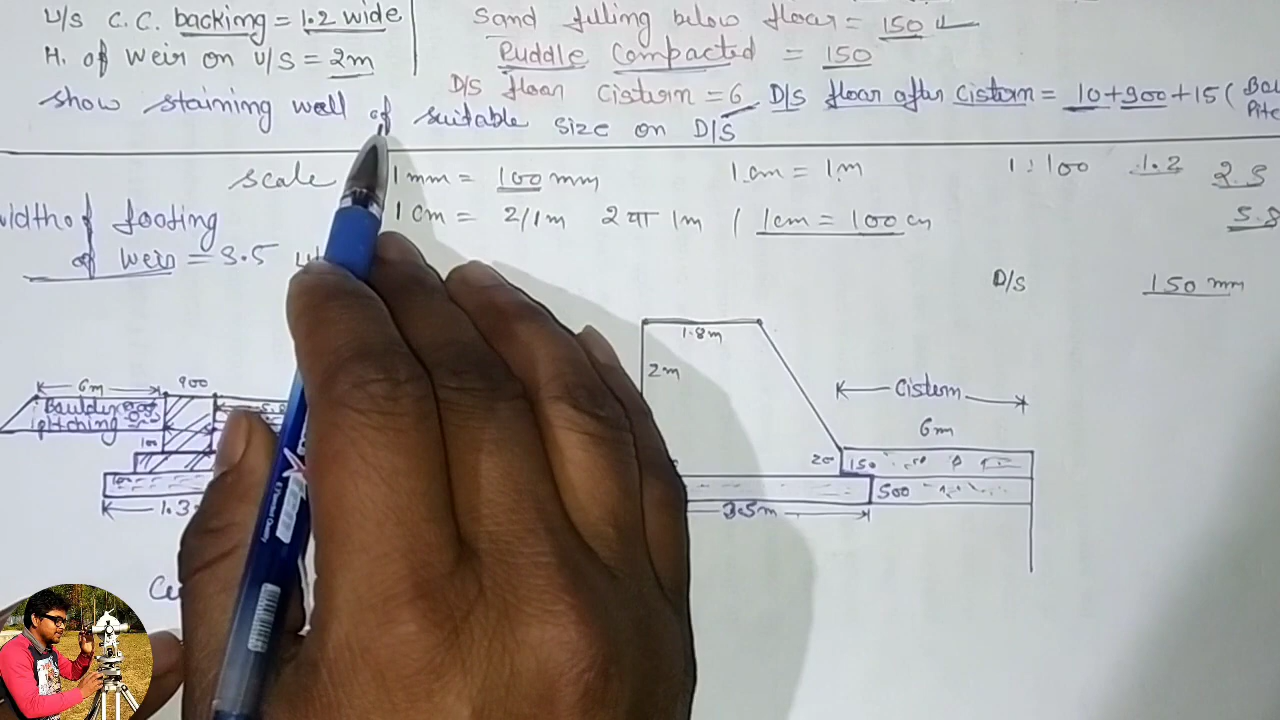 U/S C.C. backing = 1.2 wide
H. of weir on U/S = 2m
Sand filling below floor = 150
Puddle Compacted = 150
D/S floor Cistern = 6 D/S floor after Cistern = 10+900+15 (
show staining well of suitable size on D/S
scale 1mm = 100 mm 1cm = 1m 1:100 1.2 2.3
1cm = 2/1m 2 या 1m / 1cm = 100 cm 5.8
width of footing
of weir = 3.5
D/S 150 mm
1.8m
2m
6m 900
Bauldry
pitching
100
Cistern
6m
20 150
500
1.3
3.5m